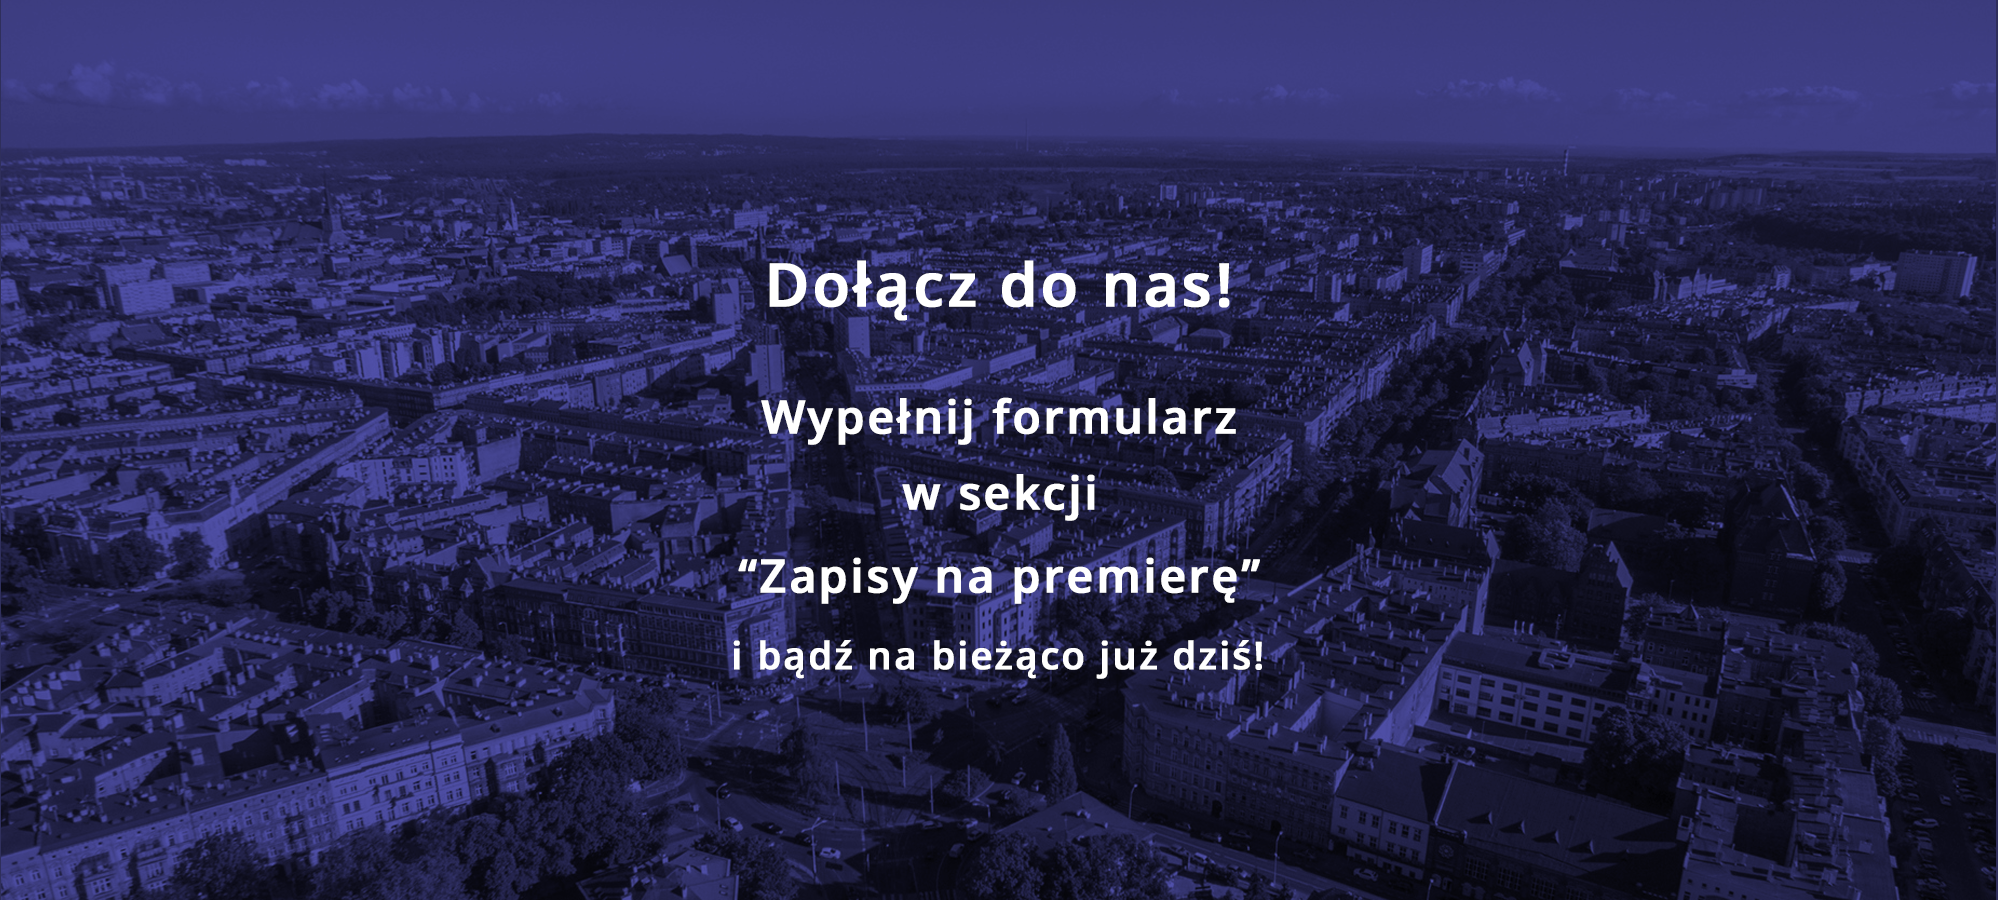 Dołącz do nas!
Wypełnij formularz
w sekcji
“Zapisy na premierę”
i bądź na bieżąco już dziś!